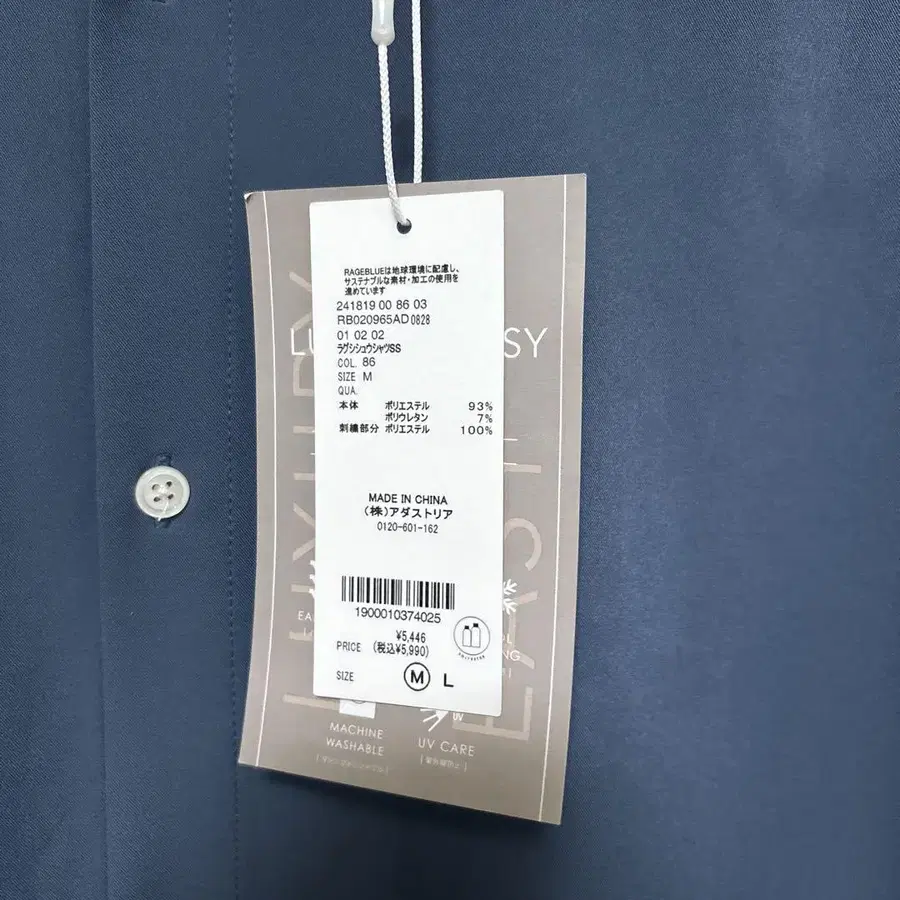 RAGEBLUEは地球環境に配慮し、
サステナブルな素材・加工の使用を
進めています
241819 00 86 03
RB020965AD 0828
01 02 02
ラグジシュウシャツSS
COL. 86
SIZE M
QUA.
本体 ポリエステル 93%
ポリウレタン 7%
刺繍部分 ポリエステル 100%
MADE IN CHINA
(株)アダストリア
0120-601-162
1900010374025
¥5,446
PRICE (税込¥5,990)
SIZE M L
MACHINE
WASHABLE
UV
UV CARE